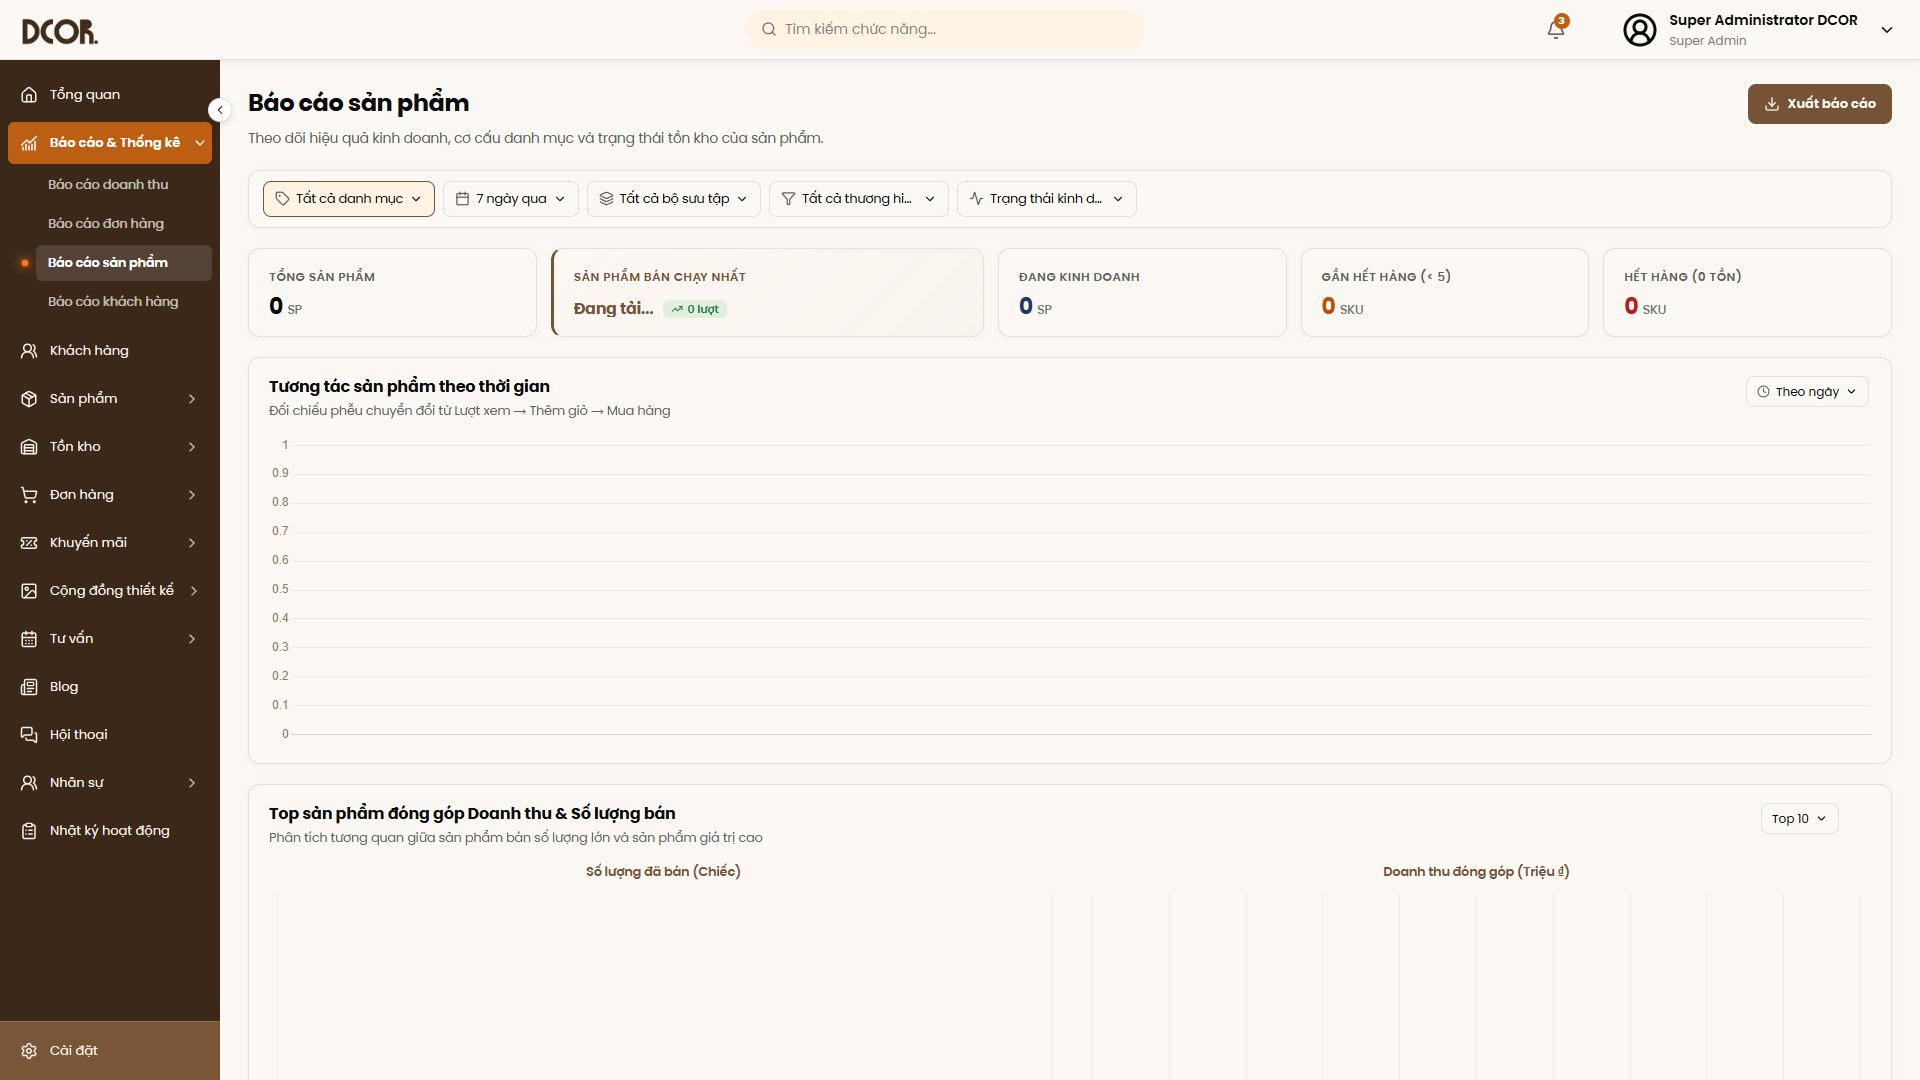 DCOR.
Tìm kiếm chức năng...
3
Super Administrator DCOR
Super Admin
Tổng quan
Báo cáo & Thống kê
Báo cáo doanh thu
Báo cáo đơn hàng
Báo cáo sản phẩm
Báo cáo khách hàng
Khách hàng
Sản phẩm
Tồn kho
Đơn hàng
Khuyến mãi
Cộng đồng thiết kế
Tư vấn
Blog
Hội thoại
Nhân sự
Nhật ký hoạt động
Cài đặt
Báo cáo sản phẩm
Theo dõi hiệu quả kinh doanh, cơ cấu danh mục và trạng thái tồn kho của sản phẩm.
Xuất báo cáo
Tất cả danh mục
7 ngày qua
Tất cả bộ sưu tập
Tất cả thương hi...
Trạng thái kinh d...
TỔNG SẢN PHẨM
0 SP
SẢN PHẨM BÁN CHẠY NHẤT
Đang tải... 0 lượt
ĐANG KINH DOANH
0 SP
GẦN HẾT HÀNG (< 5)
0 SKU
HẾT HÀNG (0 TỒN)
0 SKU
Tương tác sản phẩm theo thời gian
Đối chiếu phễu chuyển đổi từ Lượt xem → Thêm giỏ → Mua hàng
Theo ngày
1
0.9
0.8
0.7
0.6
0.5
0.4
0.3
0.2
0.1
0
Top sản phẩm đóng góp Doanh thu & Số lượng bán
Phân tích tương quan giữa sản phẩm bán số lượng lớn và sản phẩm giá trị cao
Top 10
Số lượng đã bán (Chiếc)
Doanh thu đóng góp (Triệu ₫)